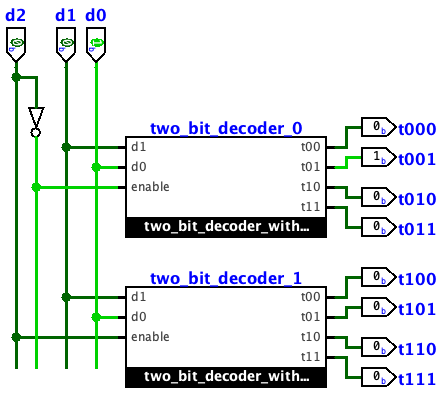 d2 d1 d0
two_bit_decoder_0
d1 t00 0b t000
d0 t01 1b t001
enable t10 0b t010
t11 0b t011
two_bit_decoder_with...
two_bit_decoder_1
d1 t00 0b t100
d0 t01 0b t101
enable t10 0b t110
t11 0b t111
two_bit_decoder_with...